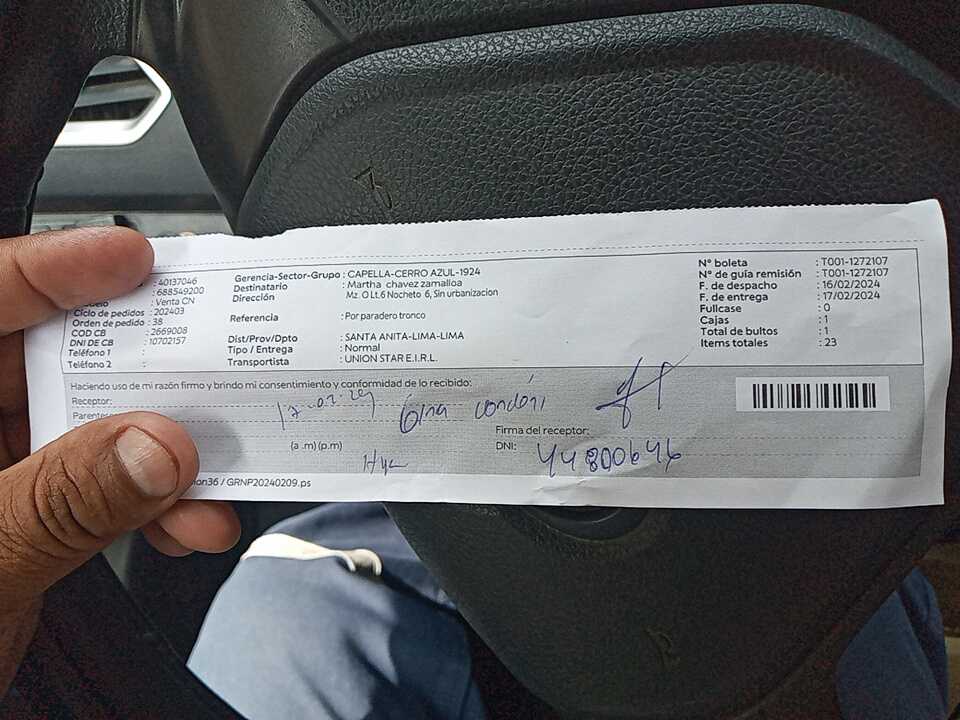 : 40137046
: 688549200
: Venta CN
Ciclo de pedidos : 202403
Orden de pedido : 38
COD CB : 2669008
DNI DE CB : 10702157
Teléfono 1 :
Teléfono 2 :
Gerencia-Sector-Grupo : CAPELLA-CERRO AZUL-1924
Destinatario : Martha chavez zamalloa
Dirección Mz. O Lt.6 Nocheto 6, Sin urbanizacion
Referencia : Por paradero tronco
Dist/Prov/Dpto : SANTA ANITA-LIMA-LIMA
Tipo / Entrega : Normal
Transportista : UNION STAR E.I.R.L.
N° boleta : T001-1272107
N° de guía remisión : T001-1272107
F. de despacho : 16/02/2024
F. de entrega : 17/02/2024
Fullcase : 0
Cajas : 1
Total de bultos : 1
Items totales : 23
Haciendo uso de mi razón firmo y brindo mi consentimiento y conformidad de lo recibido:
Receptor:
Gina Condori
Firma del receptor:
(a .m) (p.m)
DNI: 44800646
/ GRNP20240209.ps